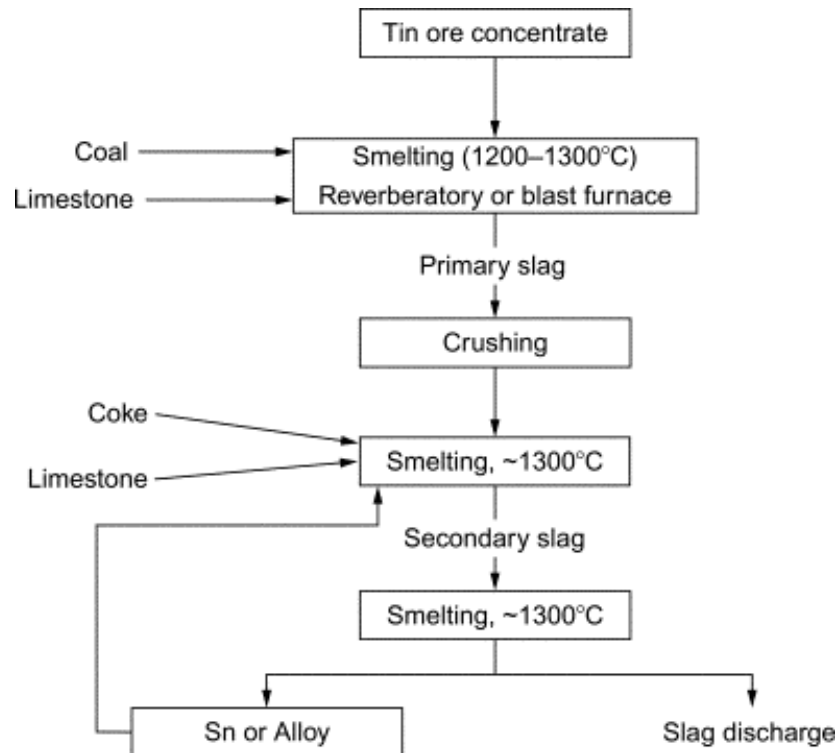 Tin ore concentrate
Coal
Smelting (1200–1300°C)
Limestone
Reverberatory or blast furnace
Primary slag
Crushing
Coke
Limestone
Smelting, ~1300°C
Secondary slag
Smelting, ~1300°C
Sn or Alloy
Slag discharge